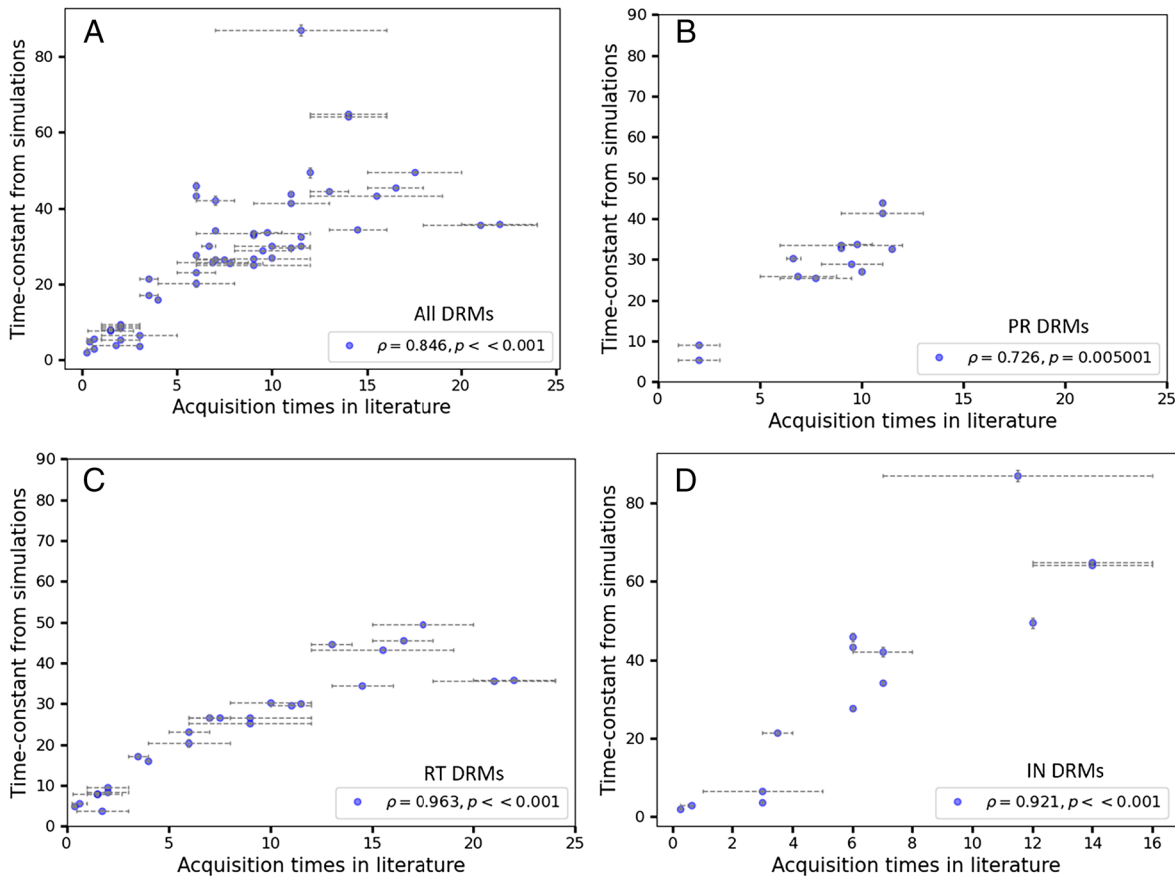 A
Time-constant from simulations
80
60
40
20
0
All DRMs
ρ = 0.846, p << 0.001
0 5 10 15 20 25
Acquisition times in literature
B
Time-constant from simulations
90
80
70
60
50
40
30
20
10
0
PR DRMs
ρ = 0.726, p = 0.005001
0 5 10 15 20 25
Acquisition times in literature
C
Time-constant from simulations
90
80
70
60
50
40
30
20
10
0
RT DRMs
ρ = 0.963, p << 0.001
0 5 10 15 20 25
Acquisition times in literature
D
Time-constant from simulations
80
60
40
20
0
IN DRMs
ρ = 0.921, p << 0.001
0 2 4 6 8 10 12 14 16
Acquisition times in literature